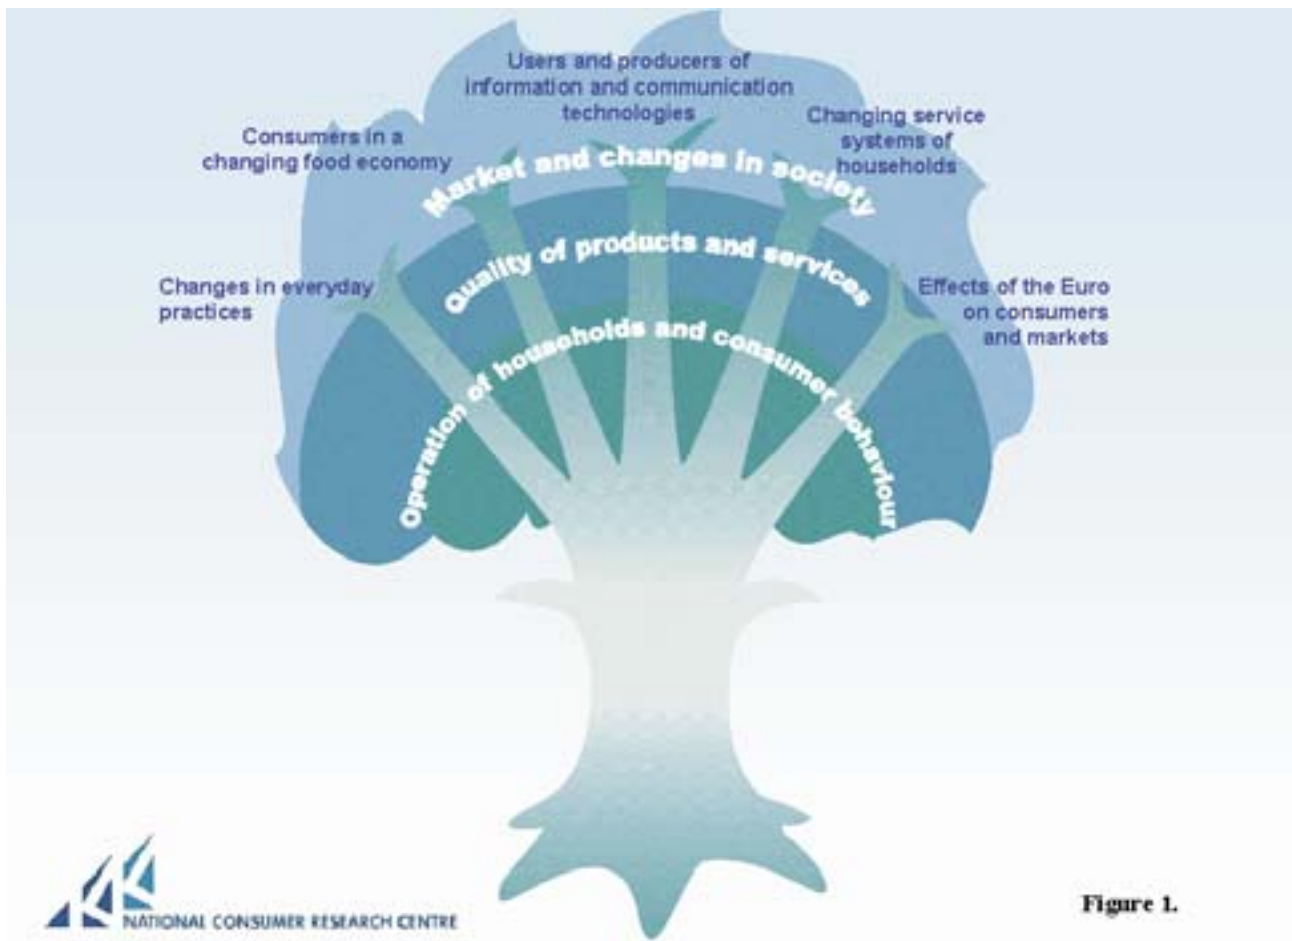 Users and producers of
information and communication
technologies
Changing service
systems of
households
Consumers in a
changing food economy
Market and changes in society
Quality of products and services
Changes in everyday
practices
Effects of the Euro
on consumers
and markets
Operation of households and consumer behaviour
NATIONAL CONSUMER RESEARCH CENTRE
Figure 1.